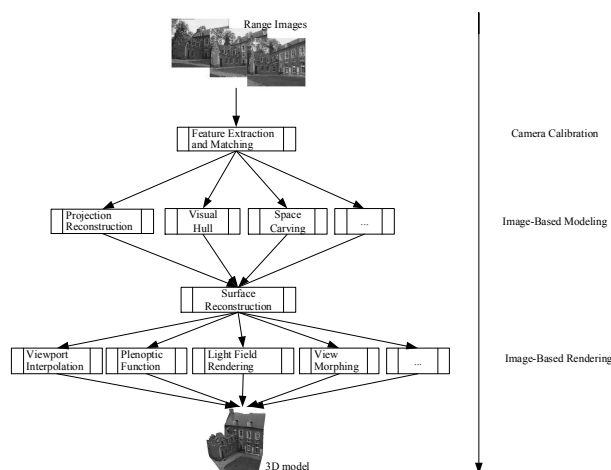 Range Images
Feature Extraction
and Matching
Camera Calibration
Projection
Reconstruction
Visual
Hull
Space
Carving
...
Image-Based Modeling
Surface
Reconstruction
Viewport
Interpolation
Plenoptic
Function
Light Field
Rendering
View
Morphing
...
Image-Based Rendering
3D model